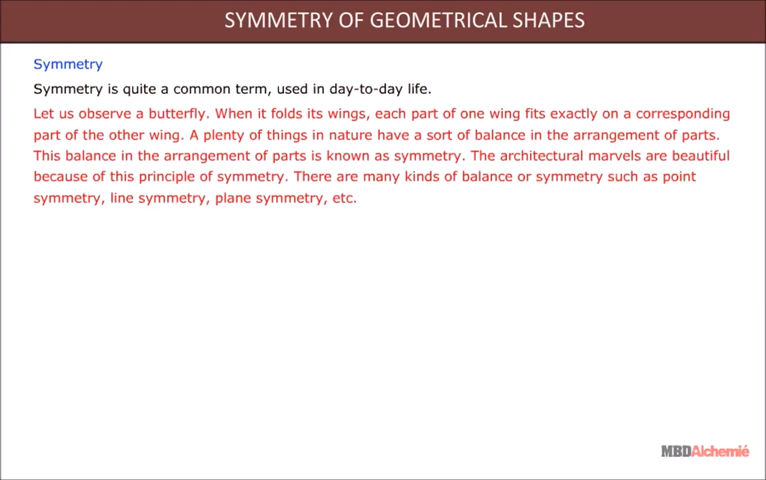 SYMMETRY OF GEOMETRICAL SHAPES
Symmetry
Symmetry is quite a common term, used in day-to-day life.
Let us observe a butterfly. When it folds its wings, each part of one wing fits exactly on a corresponding
part of the other wing. A plenty of things in nature have a sort of balance in the arrangement of parts.
This balance in the arrangement of parts is known as symmetry. The architectural marvels are beautiful
because of this principle of symmetry. There are many kinds of balance or symmetry such as point
symmetry, line symmetry, plane symmetry, etc.
MBDAlchemié